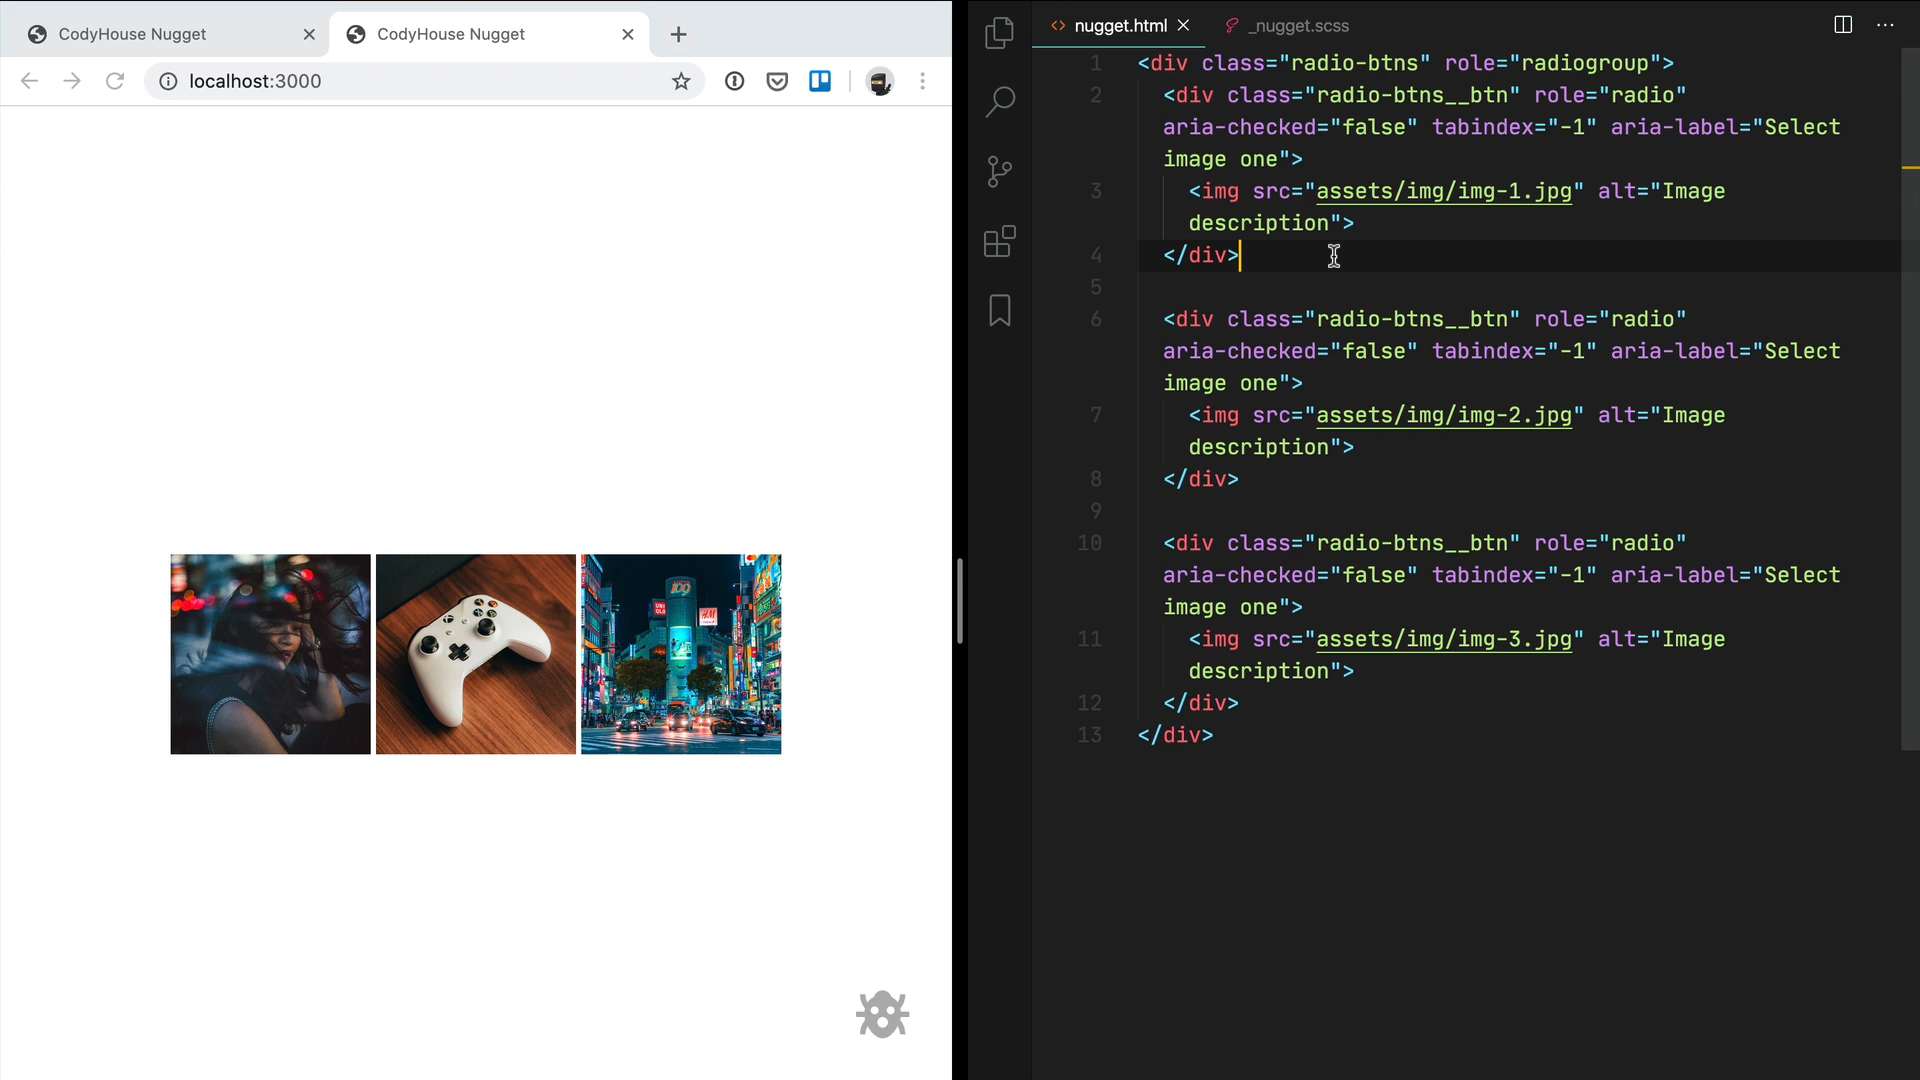 CodyHouse Nugget
CodyHouse Nugget
localhost:3000
nugget.html
_nugget.scss
1 <div class="radio-btns" role="radiogroup">
2 <div class="radio-btns__btn" role="radio"
aria-checked="false" tabindex="-1" aria-label="Select
image one">
3 <img src="assets/img/img-1.jpg" alt="Image
description">
4 </div>
5
6 <div class="radio-btns__btn" role="radio"
aria-checked="false" tabindex="-1" aria-label="Select
image one">
7 <img src="assets/img/img-2.jpg" alt="Image
description">
8 </div>
9
10 <div class="radio-btns__btn" role="radio"
aria-checked="false" tabindex="-1" aria-label="Select
image one">
11 <img src="assets/img/img-3.jpg" alt="Image
description">
12 </div>
13 </div>
109
H&M